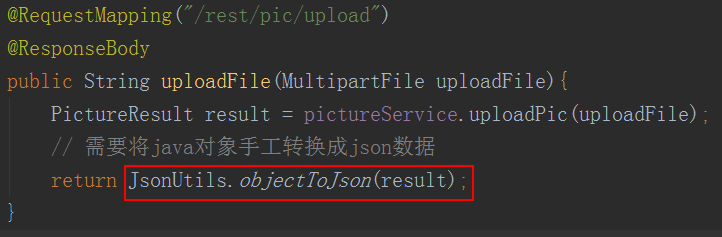 @RequestMapping("/rest/pic/upload")
@ResponseBody
public String uploadFile(MultipartFile uploadFile){
    PictureResult result = pictureService.uploadPic(uploadFile);
    // 需要将java对象手工转换成json数据
    return JsonUtils.objectToJson(result);
}